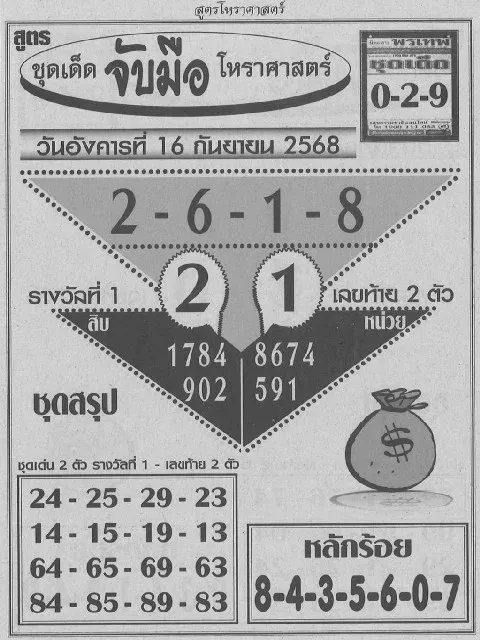 สูตรโหราศาสตร์
สูตร
ชุดเด็ด จับมือ โหราศาสตร์
พรเทพ
ชุดเด็ด
0-2-9
วันอังคารที่ 16 กันยายน 2568
2 - 6 - 1 - 8
2 1
รางวัลที่ 1
เลขท้าย 2 ตัว
สิบ
หน่วย
1784 8674
902 591
ชุดสรุป
$
ชุดเด่น 2 ตัว รางวัลที่ 1 - เลขท้าย 2 ตัว
24 - 25 - 29 - 23
14 - 15 - 19 - 13
64 - 65 - 69 - 63
84 - 85 - 89 - 83
หลักร้อย
8-4-3-5-6-0-7